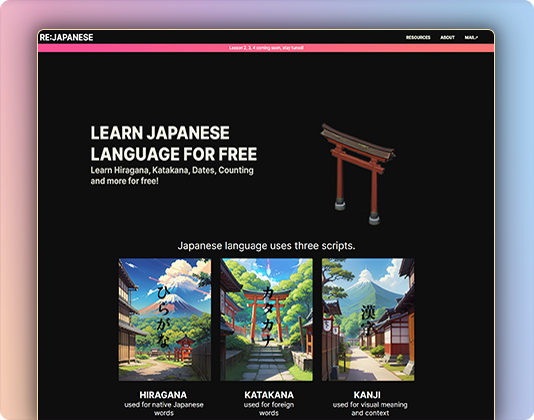 RE:JAPANESE
RESOURCES ABOUT MAIL↗
Lesson 2, 3, 4 coming soon, stay tuned!
LEARN JAPANESE
LANGUAGE FOR FREE
Learn Hiragana, Katakana, Dates, Counting
and more for free!
Japanese language uses three scripts.
ひらがな
カタカナ
漢字
HIRAGANA
used for native Japanese
words
KATAKANA
used for foreign
words
KANJI
used for visual meaning
and context